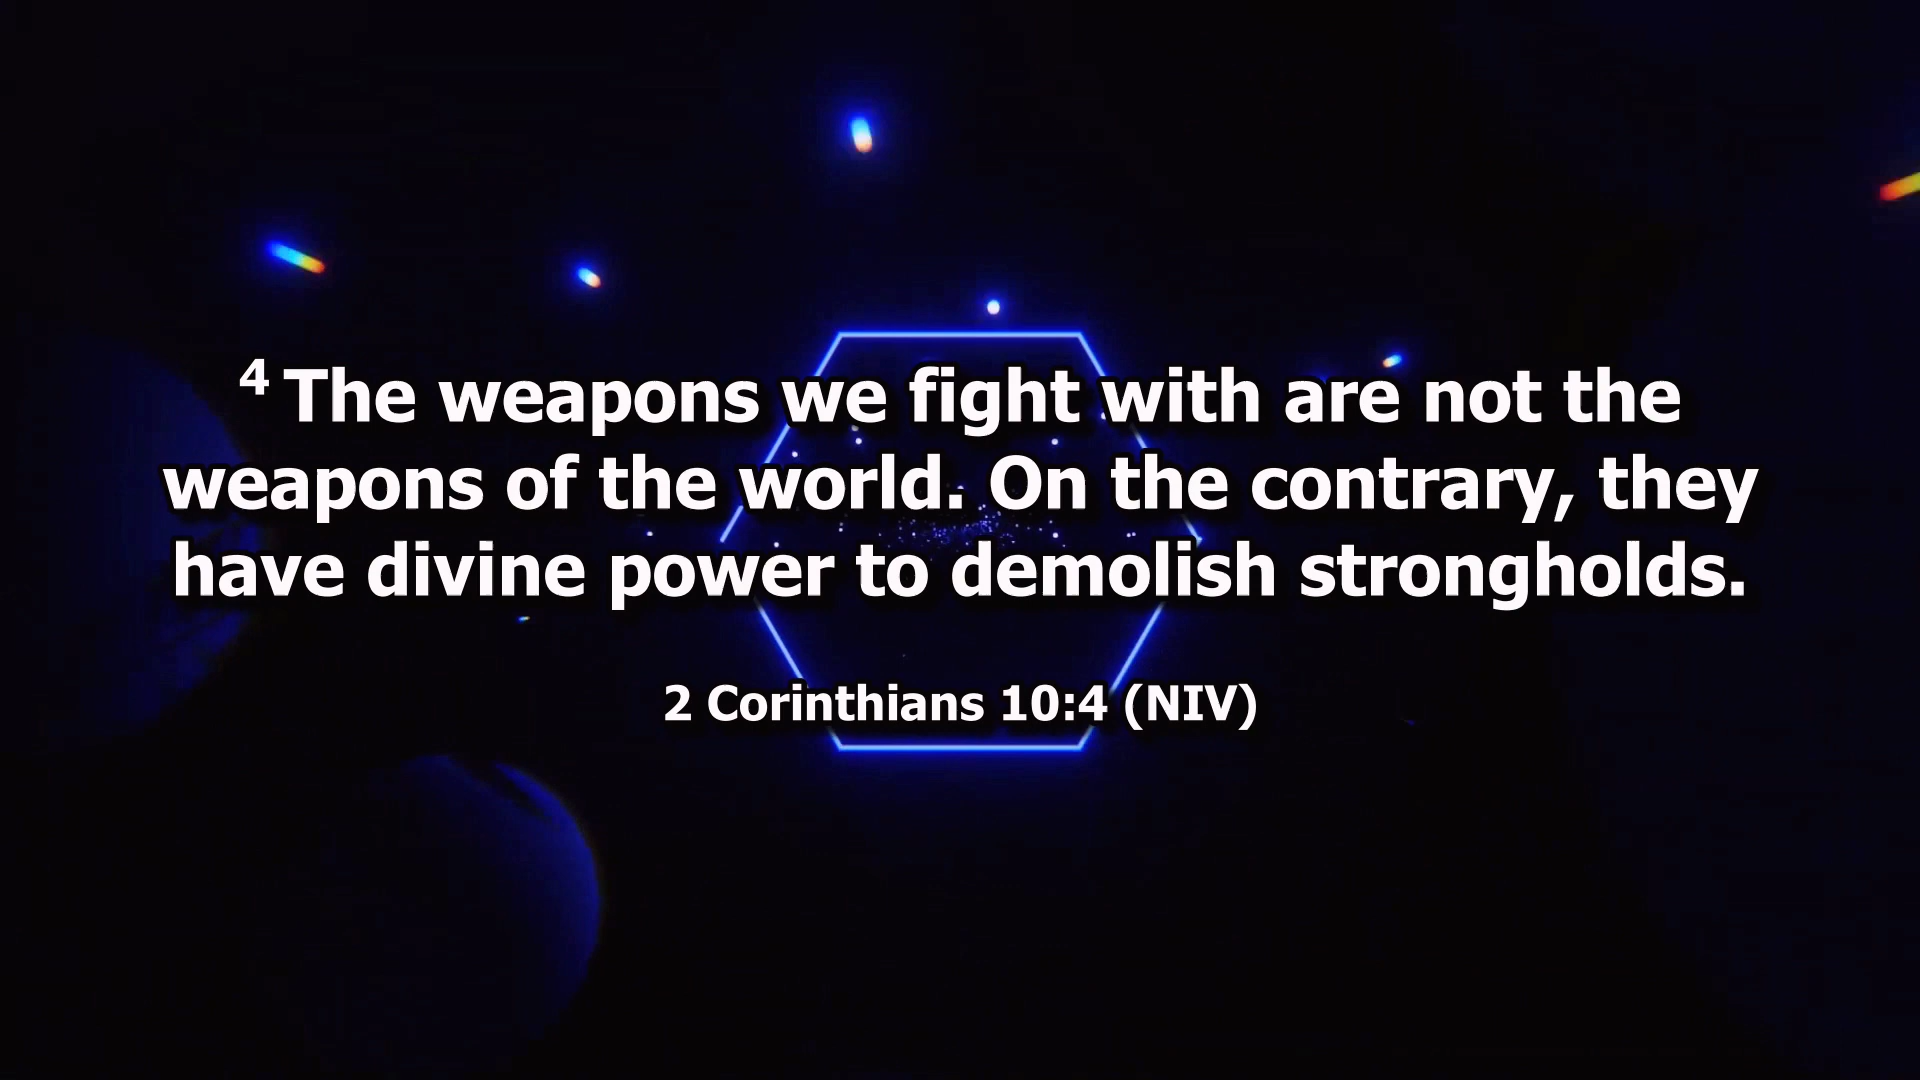 4 The weapons we fight with are not the
weapons of the world. On the contrary, they
have divine power to demolish strongholds.
2 Corinthians 10:4 (NIV)